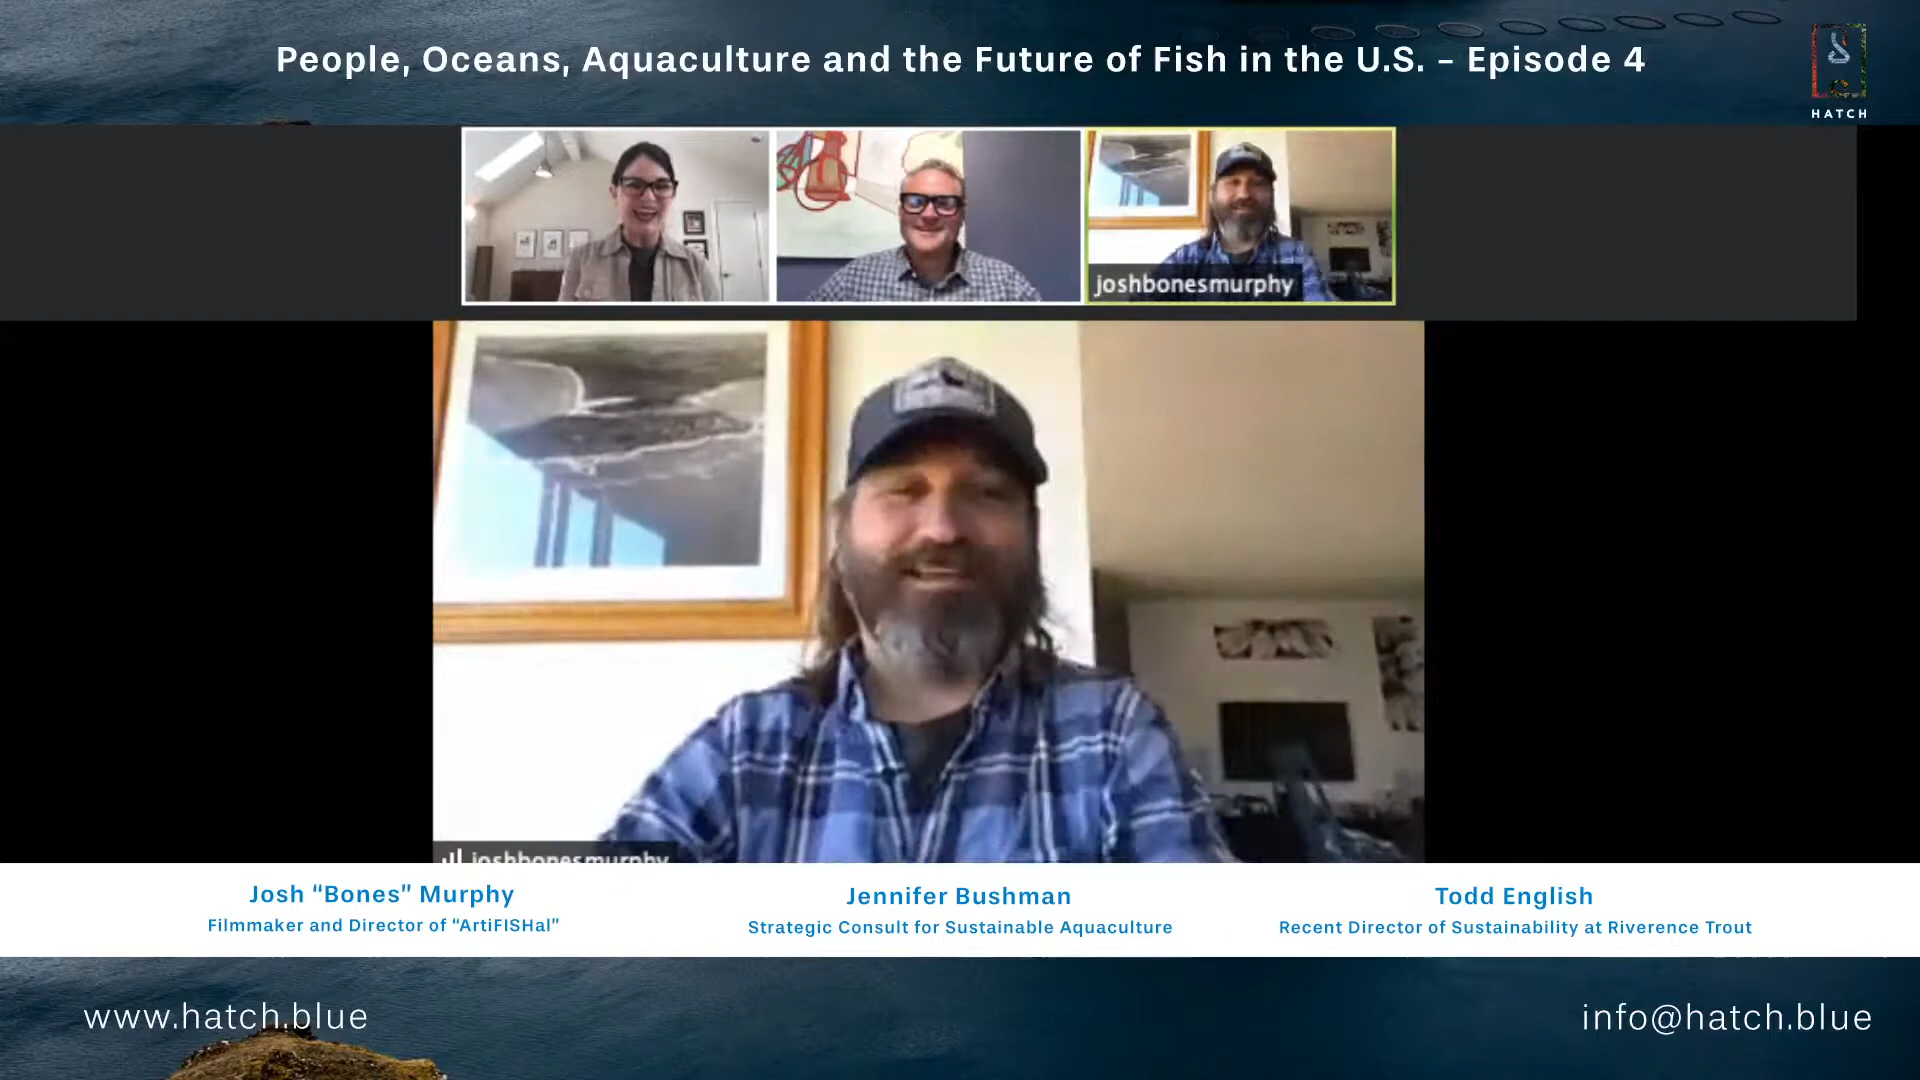 People, Oceans, Aquaculture and the Future of Fish in the U.S. – Episode 4
HATCH
joshbonesmurphy
joshbonesmurphy
Josh “Bones” Murphy
Filmmaker and Director of “ArtiFISHal”
Jennifer Bushman
Strategic Consult for Sustainable Aquaculture
Todd English
Recent Director of Sustainability at Riverence Trout
www.hatch.blue
info@hatch.blue